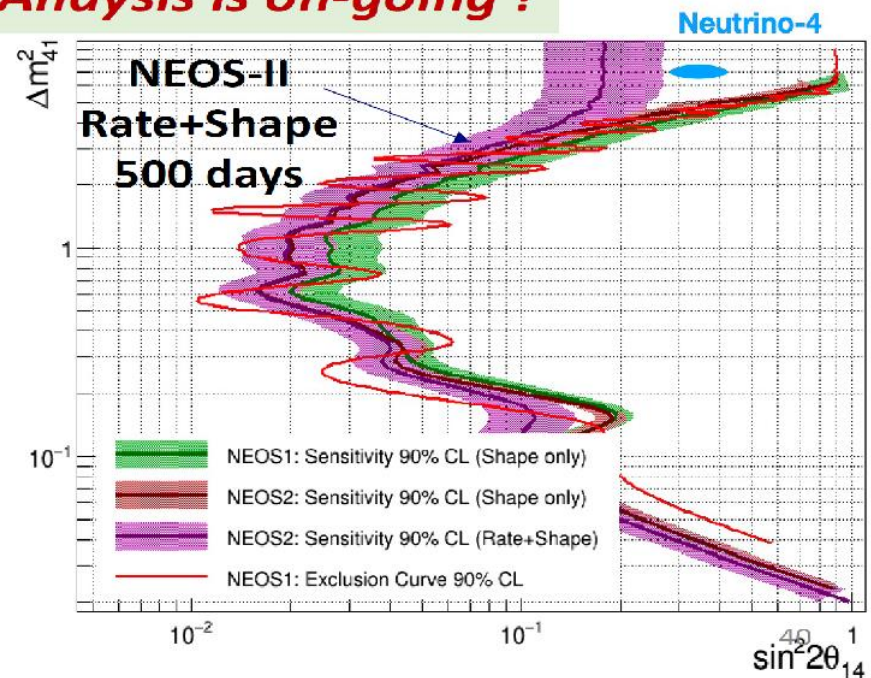 Analysis is on-going !
Neutrino-4
Δm²₄₁
NEOS-II
Rate+Shape
500 days
1
10⁻¹
NEOS1: Sensitivity 90% CL (Shape only)
NEOS2: Sensitivity 90% CL (Shape only)
NEOS2: Sensitivity 90% CL (Rate+Shape)
NEOS1: Exclusion Curve 90% CL
10⁻² 10⁻¹ 40 1
sin²2θ₁₄